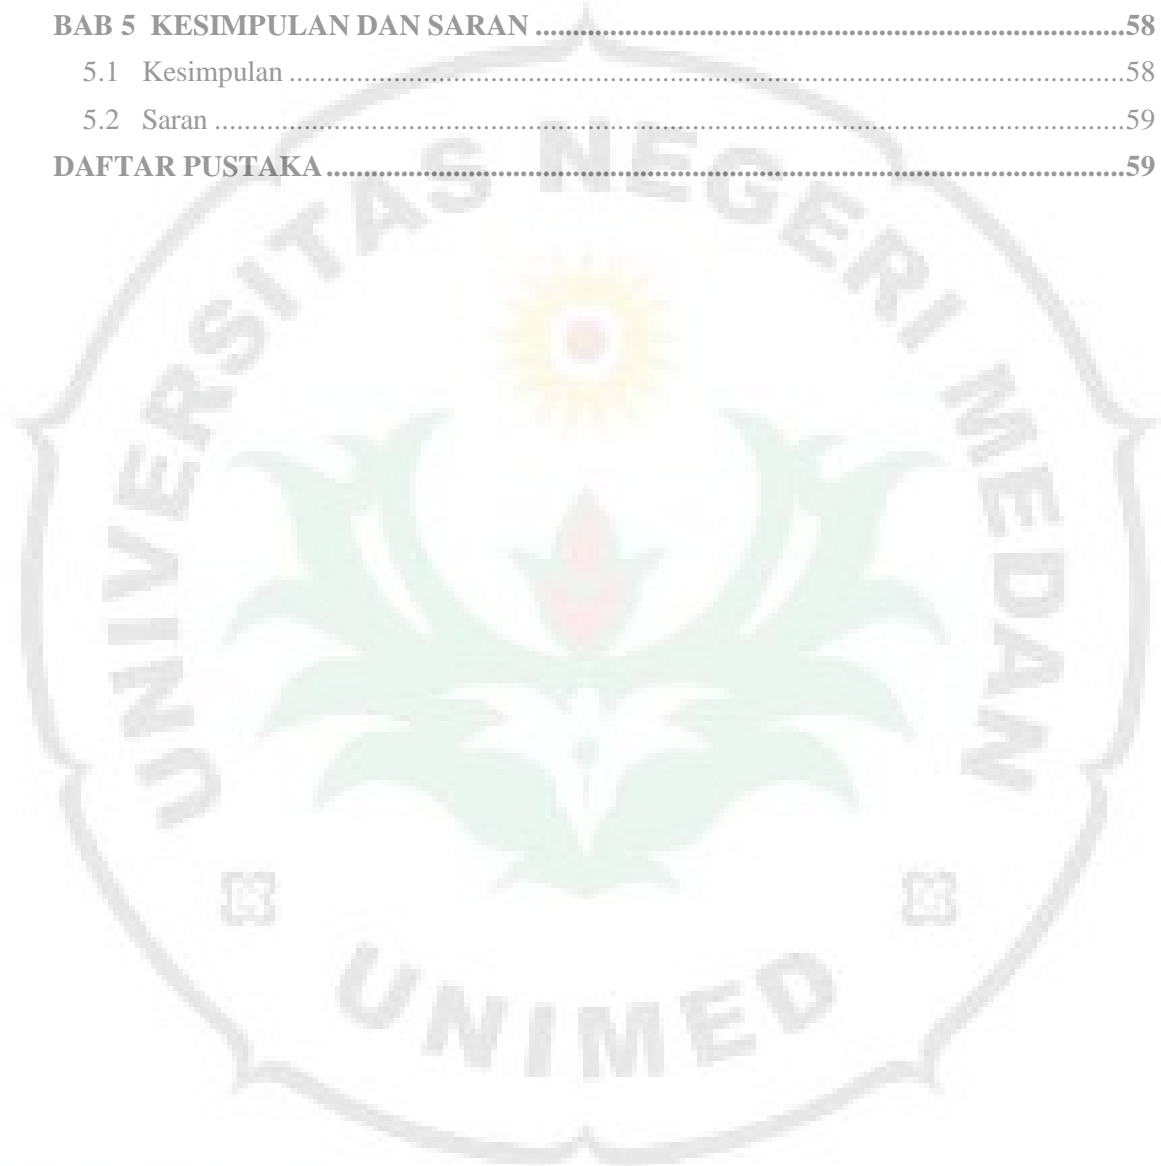 BAB 5 KESIMPULAN DAN SARAN ..................................................................................58
5.1 Kesimpulan .....................................................................................................................58
5.2 Saran ...............................................................................................................................59
DAFTAR PUSTAKA ..............................................................................................................59
UNIVERSITAS NEGERI MEDAN
UNIMED